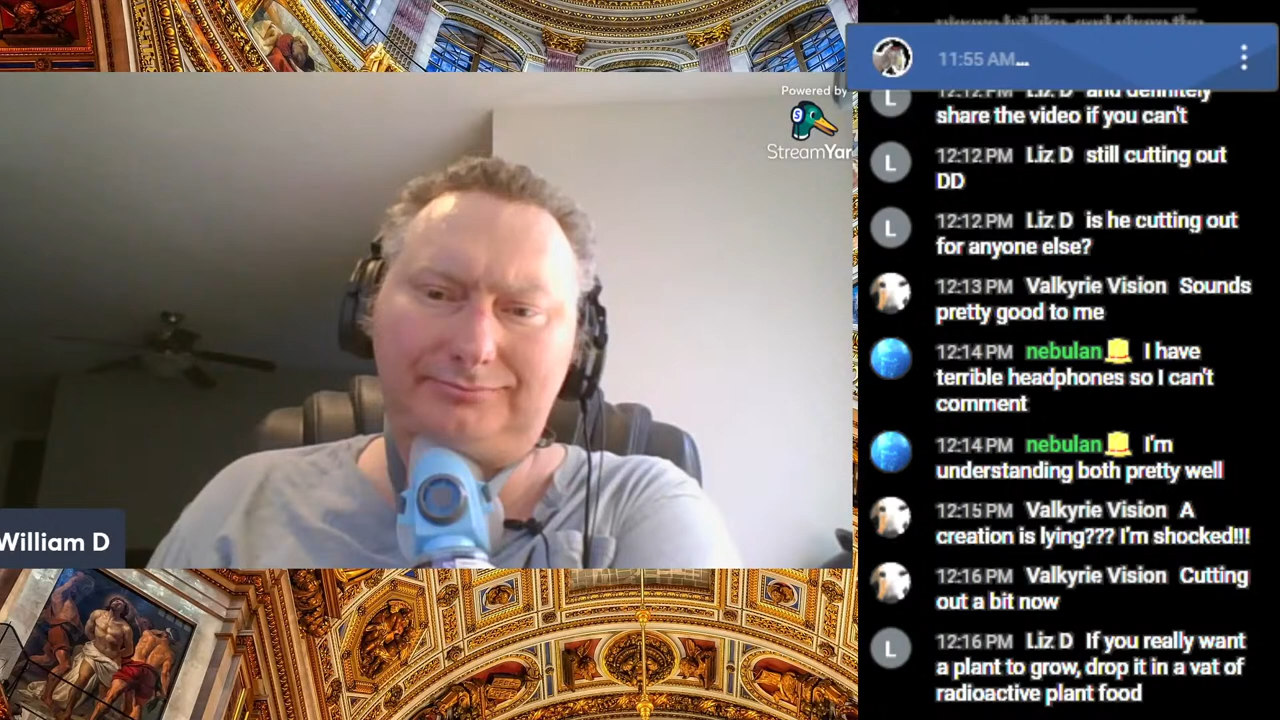 Powered by
StreamYar
William D
11:55 AM...
12:12 PM Liz D and definitely
share the video if you can't
12:12 PM Liz D still cutting out
DD
12:12 PM Liz D is he cutting out
for anyone else?
12:13 PM Valkyrie Vision Sounds
pretty good to me
12:14 PM nebulan I have
terrible headphones so I can't
comment
12:14 PM nebulan I'm
understanding both pretty well
12:15 PM Valkyrie Vision A
creation is lying??? I'm shocked!!!
12:16 PM Valkyrie Vision Cutting
out a bit now
12:16 PM Liz D If you really want
a plant to grow, drop it in a vat of
radioactive plant food
L
L
L
L
S